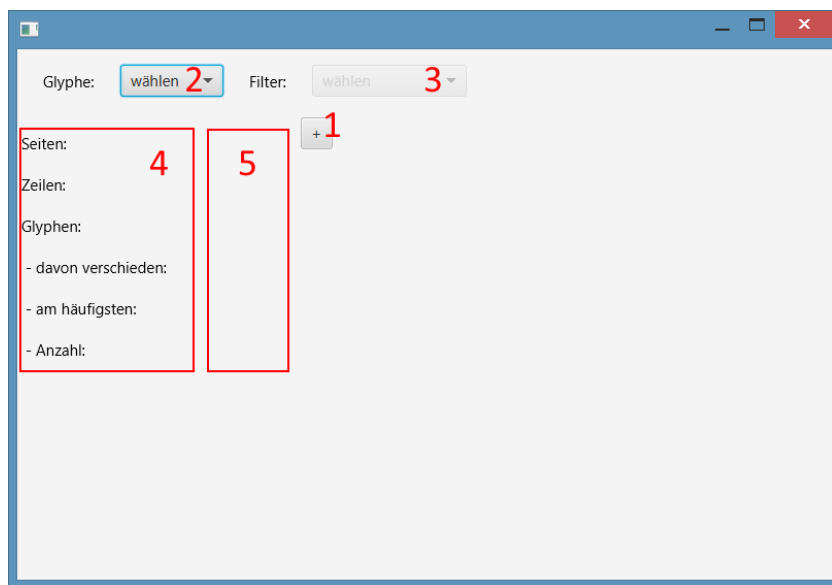 Glyphe: wählen 2 Filter: wählen 3
+ 1
Seiten: 4 5
Zeilen:
Glyphen:
- davon verschieden:
- am häufigsten:
- Anzahl: